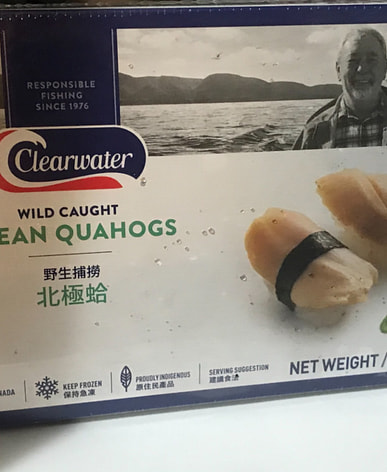 RESPONSIBLE
FISHING
SINCE 1976
Clearwater
WILD CAUGHT
EAN QUAHOGS
野生捕撈
北極蛤
NADA
KEEP FROZEN
保持急凍
PROUDLY INDIGENOUS
原住民產品
SERVING SUGGESTION
建議食法
NET WEIGHT /